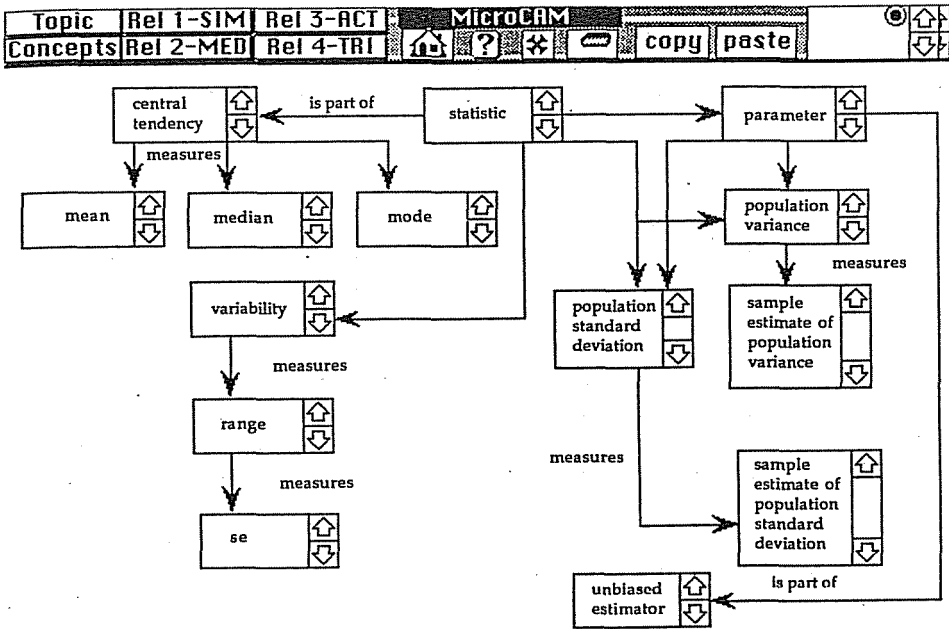 Topic
Rel 1-SIM
Rel 3-ACT
MicroCAM
Concepts
Rel 2-MED
Rel 4-TRI
?
copy
paste
central
tendency
is part of
statistic
parameter
measures
mean
median
mode
population
variance
measures
variability
population
standard
deviation
sample
estimate of
population
variance
measures
range
measures
measures
sample
estimate of
population
standard
deviation
se
unbiased
estimator
is part of